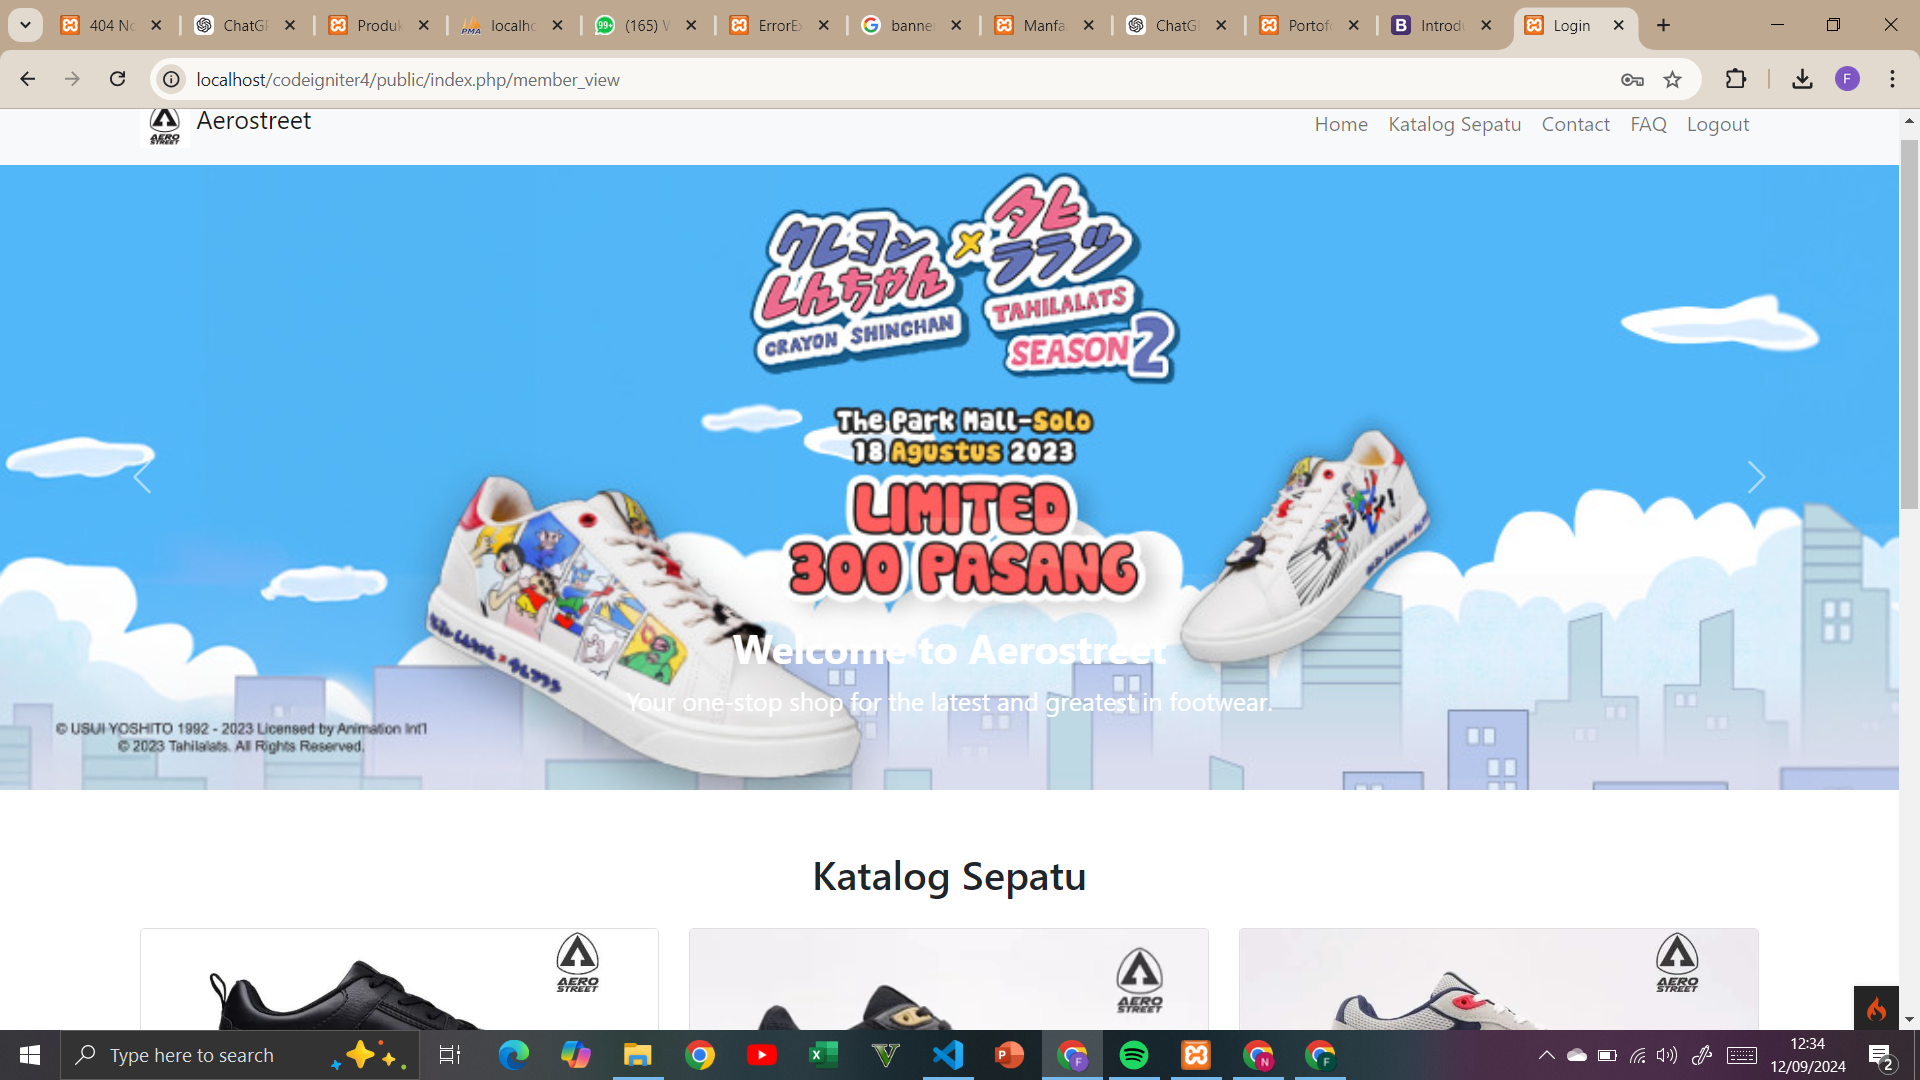 404 No
ChatGP
Produk
localho
(165) W
ErrorEx
banner
Manfa
ChatGP
Portofo
Introdu
Login
localhost/codeigniter4/public/index.php/member_view
F
AERO
STREET
Aerostreet
Home
Katalog Sepatu
Contact
FAQ
Logout
クレヨン
しんちゃん
×
タヒ
ララツ
CRAYON SHINCHAN
TAHILALATS
SEASON 2
The Park Mall-Solo
18 Agustus 2023
LIMITED
300 PASANG
Welcome to Aerostreet
Your one-stop shop for the latest and greatest in footwear.
© USUI YOSHITO 1992 - 2023 Licensed by Animation Int'l
© 2023 Tahilalats. All Rights Reserved.
Katalog Sepatu
AERO
STREET
AERO
STREET
AERO
STREET
Type here to search
12:34
12/09/2024
2